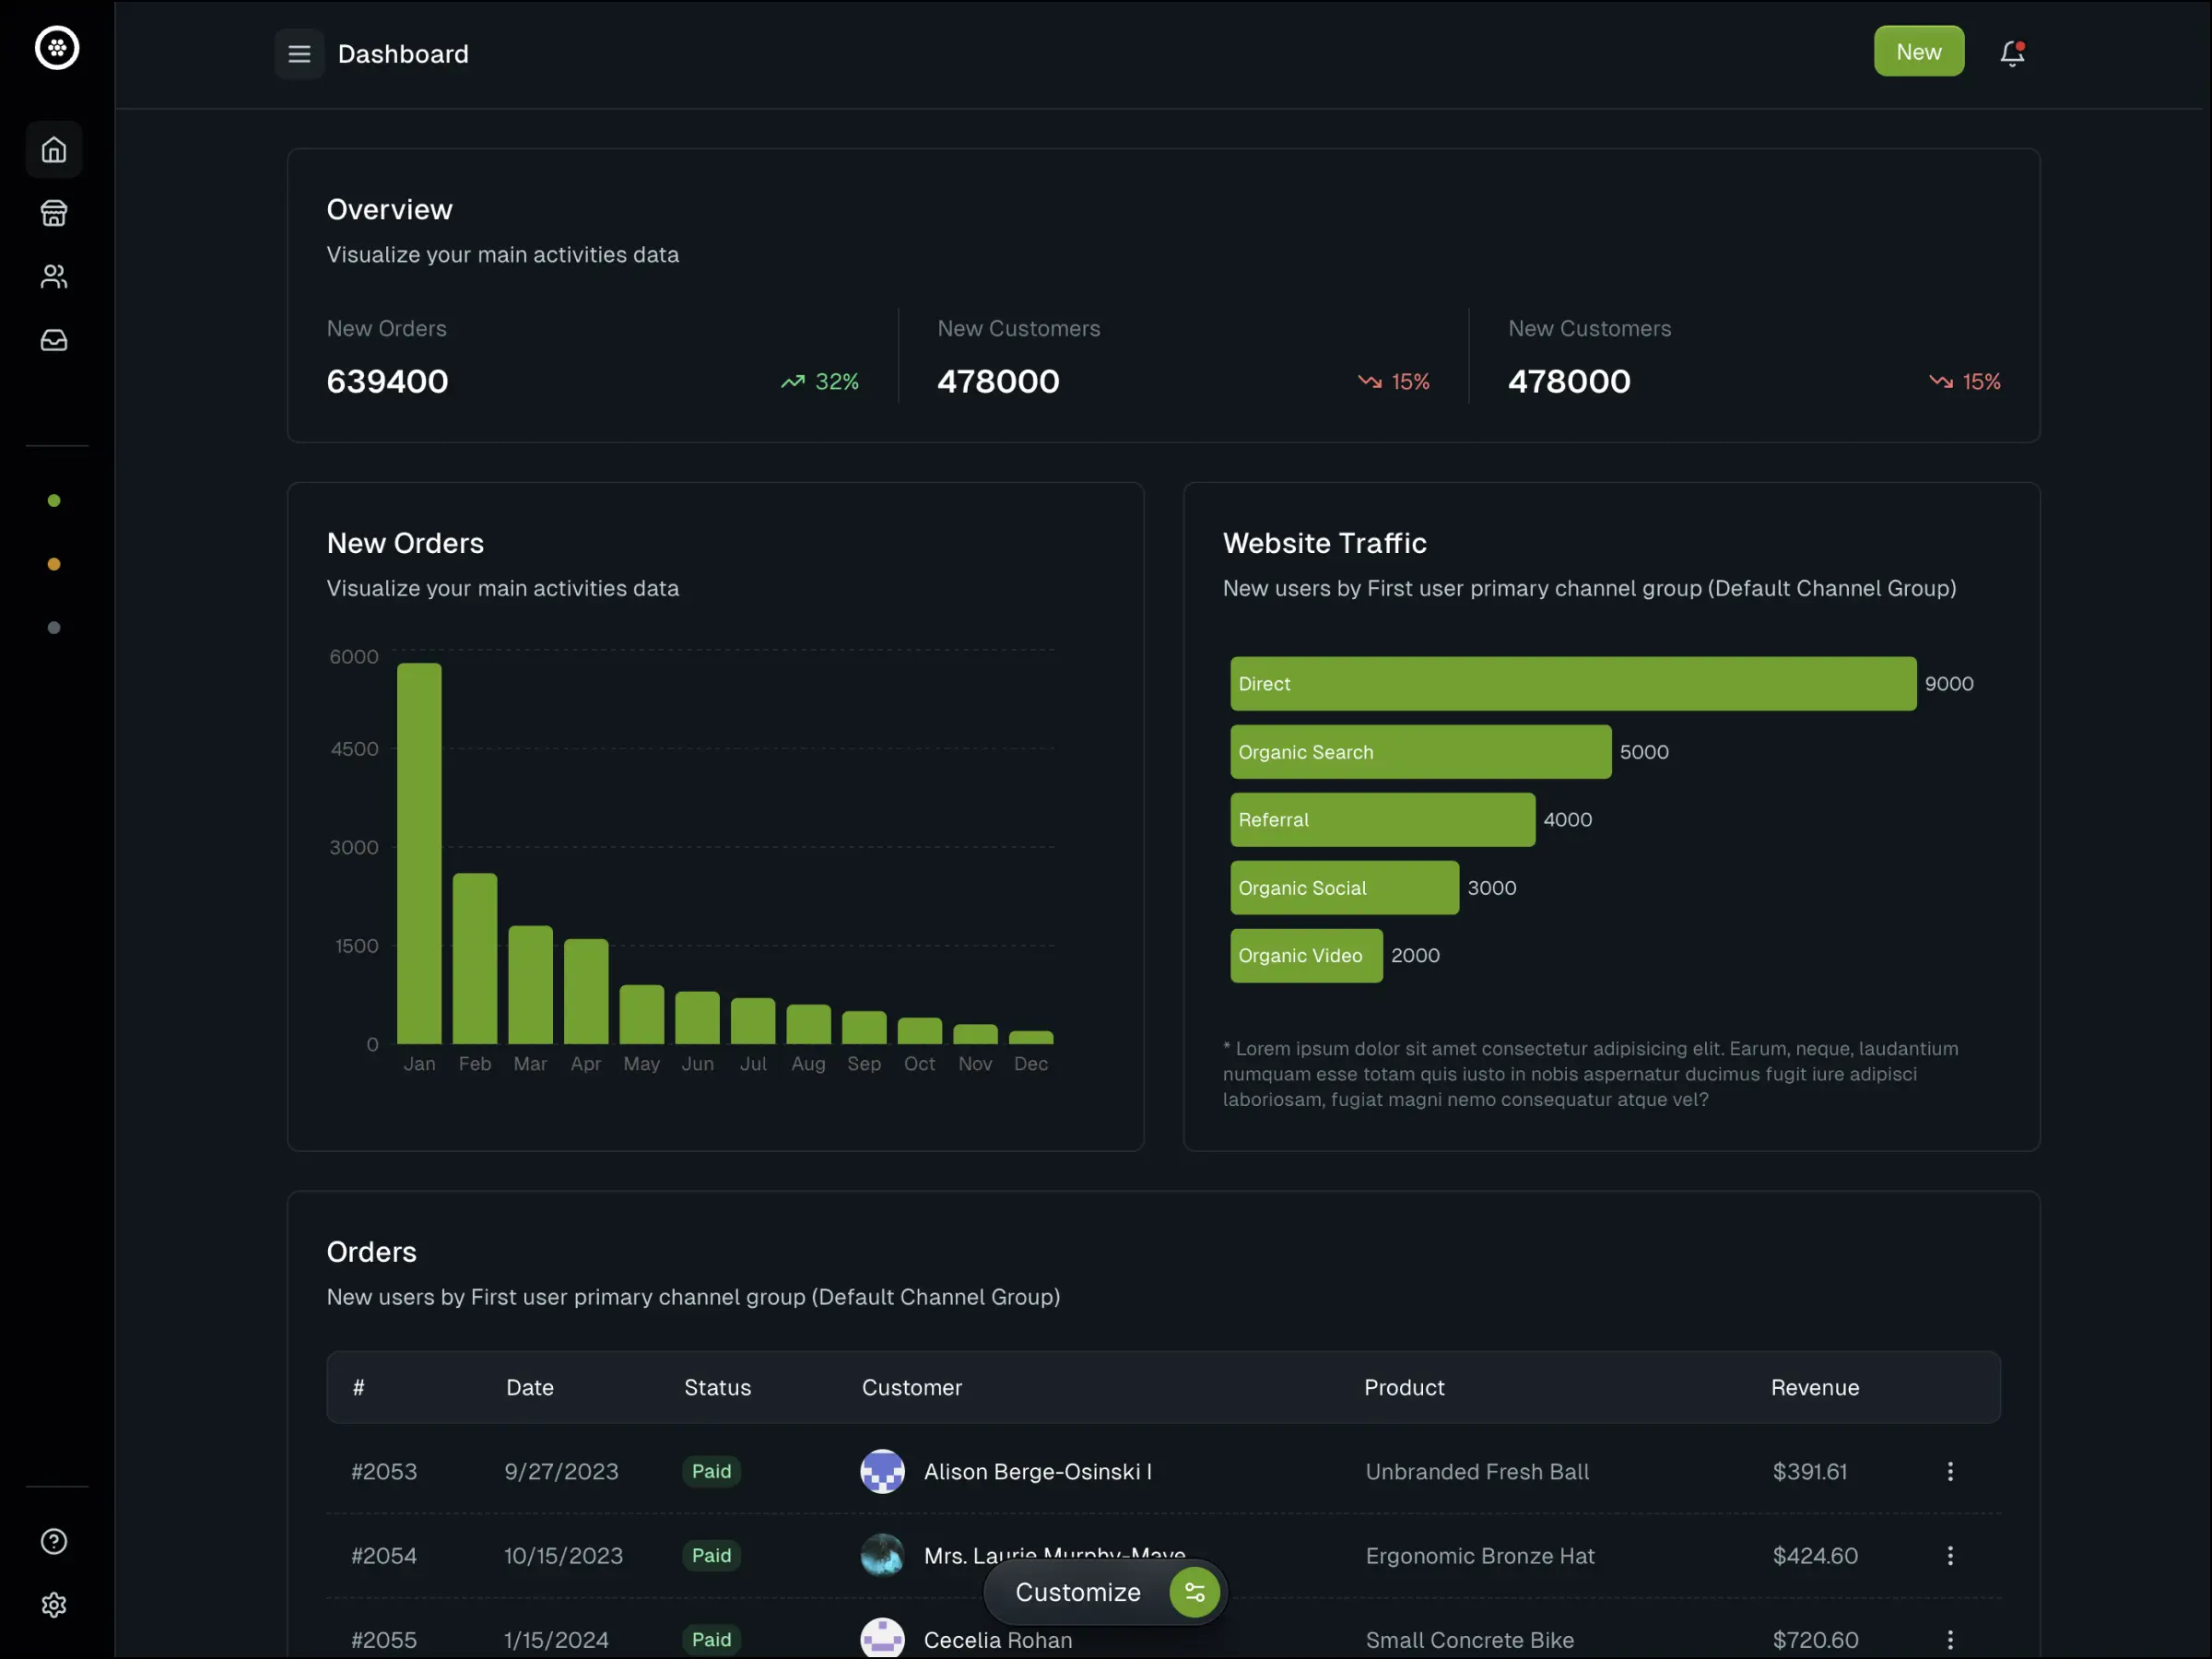 Dashboard
New
Overview
Visualize your main activities data
New Orders
639400
32%
New Customers
478000
15%
New Customers
478000
15%
New Orders
Visualize your main activities data
6000
4500
3000
1500
0
Jan Feb Mar Apr May Jun Jul Aug Sep Oct Nov Dec
Website Traffic
New users by First user primary channel group (Default Channel Group)
Direct 9000
Organic Search 5000
Referral 4000
Organic Social 3000
Organic Video 2000
* Lorem ipsum dolor sit amet consectetur adipisicing elit. Earum, neque, laudantium
numquam esse totam quis iusto in nobis aspernatur ducimus fugit iure adipisci
laboriosam, fugiat magni nemo consequatur atque vel?
Orders
New users by First user primary channel group (Default Channel Group)
# Date Status Customer Product Revenue
#2053 9/27/2023 Paid Alison Berge-Osinski I Unbranded Fresh Ball $391.61
#2054 10/15/2023 Paid Mrs. Laurie Murphy-Maye Ergonomic Bronze Hat $424.60
Customize
#2055 1/15/2024 Paid Cecelia Rohan Small Concrete Bike $720.60